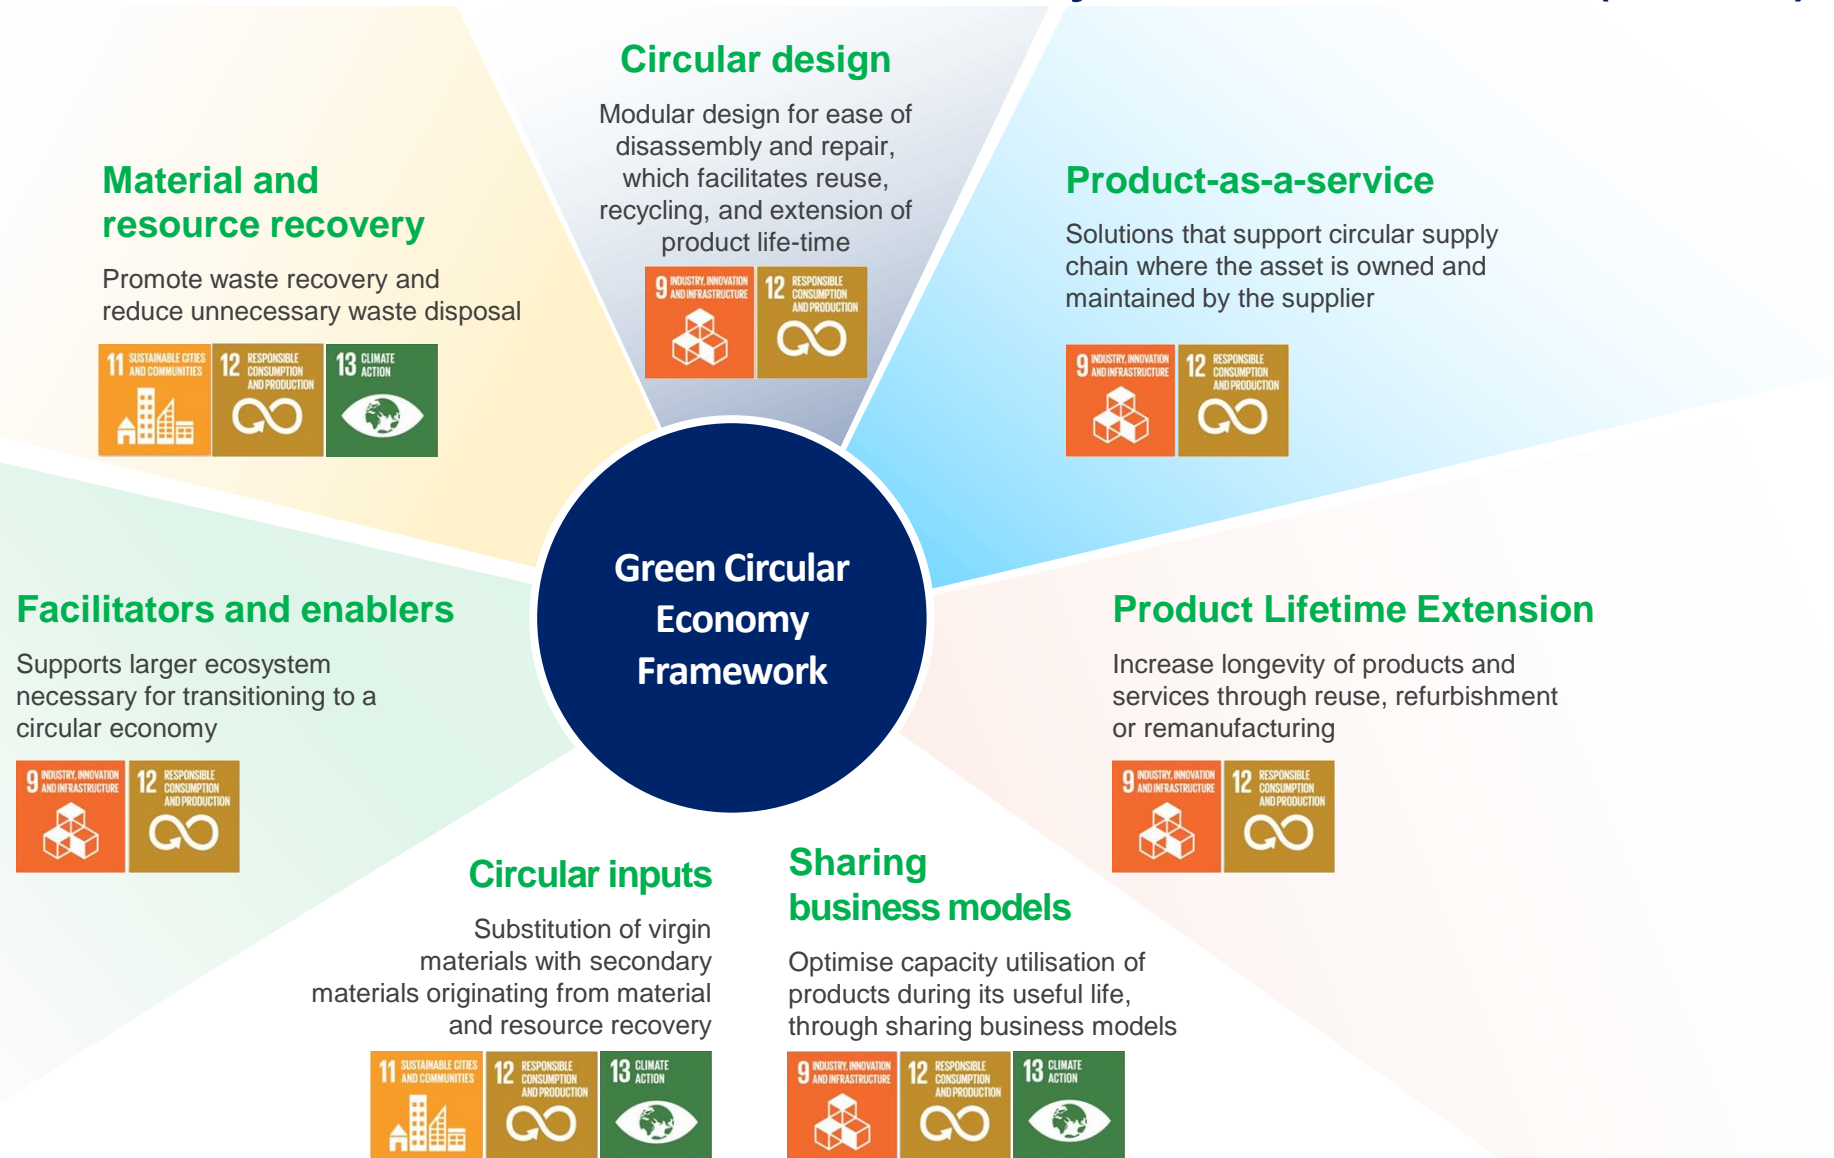 Circular design
Modular design for ease of
disassembly and repair,
which facilitates reuse,
recycling, and extension of
product life-time
9 INDUSTRY, INNOVATION
AND INFRASTRUCTURE
12 RESPONSIBLE
CONSUMPTION
AND PRODUCTION
Material and
resource recovery
Promote waste recovery and
reduce unnecessary waste disposal
11 SUSTAINABLE CITIES
AND COMMUNITIES
12 RESPONSIBLE
CONSUMPTION
AND PRODUCTION
13 CLIMATE
ACTION
Product-as-a-service
Solutions that support circular supply
chain where the asset is owned and
maintained by the supplier
9 INDUSTRY, INNOVATION
AND INFRASTRUCTURE
12 RESPONSIBLE
CONSUMPTION
AND PRODUCTION
Green Circular
Economy
Framework
Facilitators and enablers
Supports larger ecosystem
necessary for transitioning to a
circular economy
9 INDUSTRY, INNOVATION
AND INFRASTRUCTURE
12 RESPONSIBLE
CONSUMPTION
AND PRODUCTION
Product Lifetime Extension
Increase longevity of products and
services through reuse, refurbishment
or remanufacturing
9 INDUSTRY, INNOVATION
AND INFRASTRUCTURE
12 RESPONSIBLE
CONSUMPTION
AND PRODUCTION
Circular inputs
Substitution of virgin
materials with secondary
materials originating from material
and resource recovery
11 SUSTAINABLE CITIES
AND COMMUNITIES
12 RESPONSIBLE
CONSUMPTION
AND PRODUCTION
13 CLIMATE
ACTION
Sharing
business models
Optimise capacity utilisation of
products during its useful life,
through sharing business models
9 INDUSTRY, INNOVATION
AND INFRASTRUCTURE
12 RESPONSIBLE
CONSUMPTION
AND PRODUCTION
13 CLIMATE
ACTION